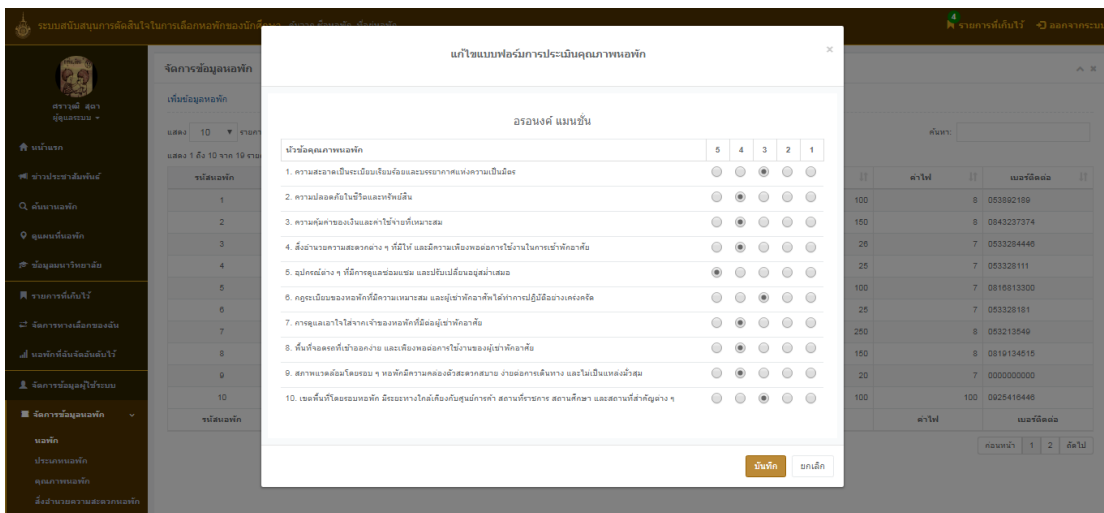 ระบบสนับสนุนการตัดสินใจในการเลือกหอพักของนักศึกษา
4
รายการที่เก็บไว้
ออกจากระบบ
ศราวุฒิ สุดา
ผู้ดูแลระบบ
หน้าแรก
ข่าวประชาสัมพันธ์
ค้นหาหอพัก
ดูแผนที่หอพัก
ข้อมูลมหาวิทยาลัย
รายการที่เก็บไว้
จัดการทางเลือกของฉัน
หอพักที่ฉันจัดอันดับไว้
จัดการข้อมูลผู้ใช้ระบบ
จัดการข้อมูลหอพัก
หอพัก
ประเภทหอพัก
คุณภาพหอพัก
สิ่งอำนวยความสะดวกหอพัก
จัดการข้อมูลหอพัก
เพิ่มข้อมูลหอพัก
แสดง 10
แสดง 1 ถึง 10 จาก 19
ค้นหา:
รหัสหอพัก ค่าไฟ เบอร์ติดต่อ
1 100 8 053892189
2 150 8 0843237374
3 26 7 0533284446
4 25 7 053328111
5 100 7 0816813300
6 25 7 053328181
7 250 8 053213549
8 150 8 0819134515
9 20 7 0000000000
10 100 100 0925416446
รหัสหอพัก ค่าไฟ เบอร์ติดต่อ
ก่อนหน้า 1 2 ถัดไป
แก้ไขแบบฟอร์มการประเมินคุณภาพหอพัก ×
อรอนงค์ แมนชั่น
หัวข้อคุณภาพหอพัก 5 4 3 2 1
1. ความสะอาดเป็นระเบียบเรียบร้อยและบรรยากาศแห่งความเป็นมิตร
2. ความปลอดภัยในชีวิตและทรัพย์สิน
3. ความคุ้มค่าของเงินและค่าใช้จ่ายที่เหมาะสม
4. สิ่งอำนวยความสะดวกต่าง ๆ ที่มีให้ และมีความเพียงพอต่อการใช้งานในการเข้าพักอาศัย
5. อุปกรณ์ต่าง ๆ ที่มีการดูแลซ่อมแซม และปรับเปลี่ยนอยู่สม่ำเสมอ
6. กฎระเบียบของหอพักที่มีความเหมาะสม และผู้เช่าพักอาศัยได้ทำการปฏิบัติอย่างเคร่งครัด
7. การดูแลเอาใจใส่จากเจ้าของหอพักที่มีต่อผู้เช่าพักอาศัย
8. พื้นที่จอดรถที่เข้าออกง่าย และเพียงพอต่อการใช้งานของผู้เช่าพักอาศัย
9. สภาพแวดล้อมโดยรอบ ๆ หอพักมีความคล่องตัวสะดวกสบาย ง่ายต่อการเดินทาง และไม่เป็นแหล่งมั่วสุม
10. เขตพื้นที่โดยรอบหอพัก มีระยะทางใกล้เคียงกับศูนย์การค้า สถานที่ราชการ สถานศึกษา และสถานที่สำคัญต่าง ๆ
บันทึก ยกเลิก